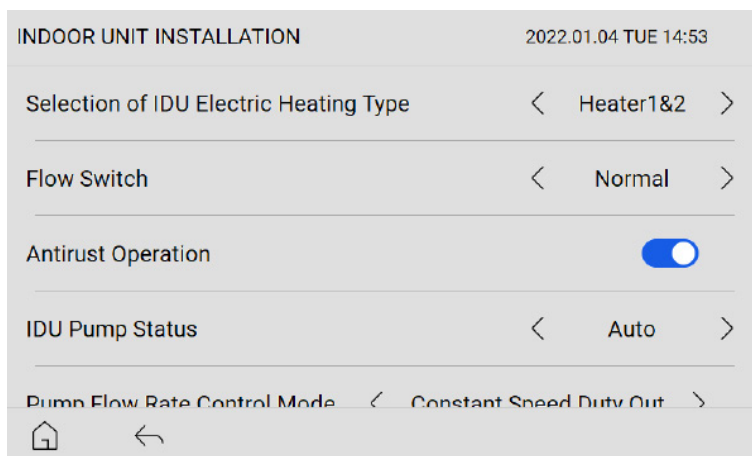 INDOOR UNIT INSTALLATION 2022.01.04 TUE 14:53
Selection of IDU Electric Heating Type < Heater1&2 >
Flow Switch < Normal >
Antirust Operation
IDU Pump Status < Auto >
Pump Flow Rate Control Mode < Constant Speed Duty Out >